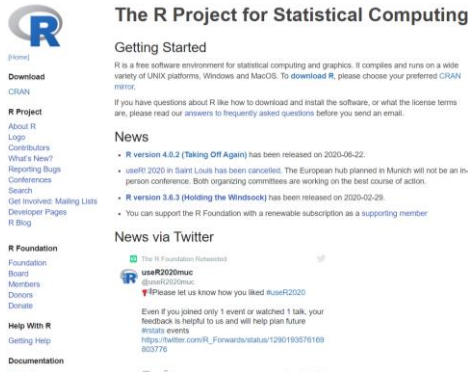 R
[Home]
Download
CRAN
R Project
About R
Logo
Contributors
What's New?
Reporting Bugs
Conferences
Search
Get Involved: Mailing Lists
Developer Pages
R Blog
R Foundation
Foundation
Board
Members
Donors
Donate
Help With R
Getting Help
Documentation
The R Project for Statistical Computing
Getting Started
R is a free software environment for statistical computing and graphics. It compiles and runs on a wide
variety of UNIX platforms, Windows and MacOS. To download R, please choose your preferred CRAN
mirror.
If you have questions about R like how to download and install the software, or what the license terms
are, please read our answers to frequently asked questions before you send an email.
News
• R version 4.0.2 (Taking Off Again) has been released on 2020-06-22.
• useR! 2020 in Saint Louis has been cancelled. The European hub planned in Munich will not be an in-
person conference. Both organizing committees are working on the best course of action.
• R version 3.6.3 (Holding the Windsock) has been released on 2020-02-29.
• You can support the R Foundation with a renewable subscription as a supporting member
News via Twitter
The R Foundation Retweeted
useR2020muc
@useR2020muc
Please let us know how you liked #useR2020
Even if you joined only 1 event or watched 1 talk, your
feedback is helpful to us and will help plan future
#rstats events
https://twitter.com/R_Forwards/status/1290193576169
803776